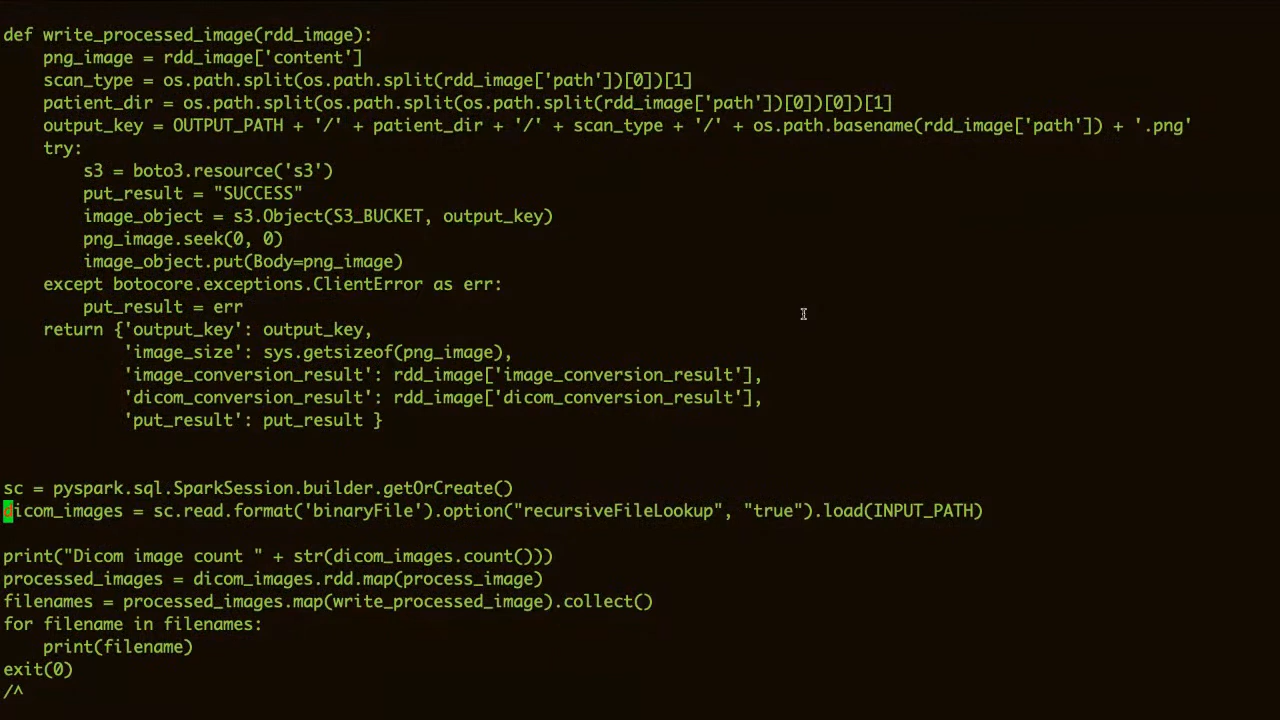 def write_processed_image(rdd_image):
    png_image = rdd_image['content']
    scan_type = os.path.split(os.path.split(rdd_image['path'])[0])[1]
    patient_dir = os.path.split(os.path.split(os.path.split(rdd_image['path'])[0])[0])[1]
    output_key = OUTPUT_PATH + '/' + patient_dir + '/' + scan_type + '/' + os.path.basename(rdd_image['path']) + '.png'
    try:
        s3 = boto3.resource('s3')
        put_result = "SUCCESS"
        image_object = s3.Object(S3_BUCKET, output_key)
        png_image.seek(0, 0)
        image_object.put(Body=png_image)
    except botocore.exceptions.ClientError as err:
        put_result = err
    return {'output_key': output_key,
            'image_size': sys.getsizeof(png_image),
            'image_conversion_result': rdd_image['image_conversion_result'],
            'dicom_conversion_result': rdd_image['dicom_conversion_result'],
            'put_result': put_result }
sc = pyspark.sql.SparkSession.builder.getOrCreate()
dicom_images = sc.read.format('binaryFile').option("recursiveFileLookup", "true").load(INPUT_PATH)
print("Dicom image count " + str(dicom_images.count()))
processed_images = dicom_images.rdd.map(process_image)
filenames = processed_images.map(write_processed_image).collect()
for filename in filenames:
    print(filename)
exit(0)
/^